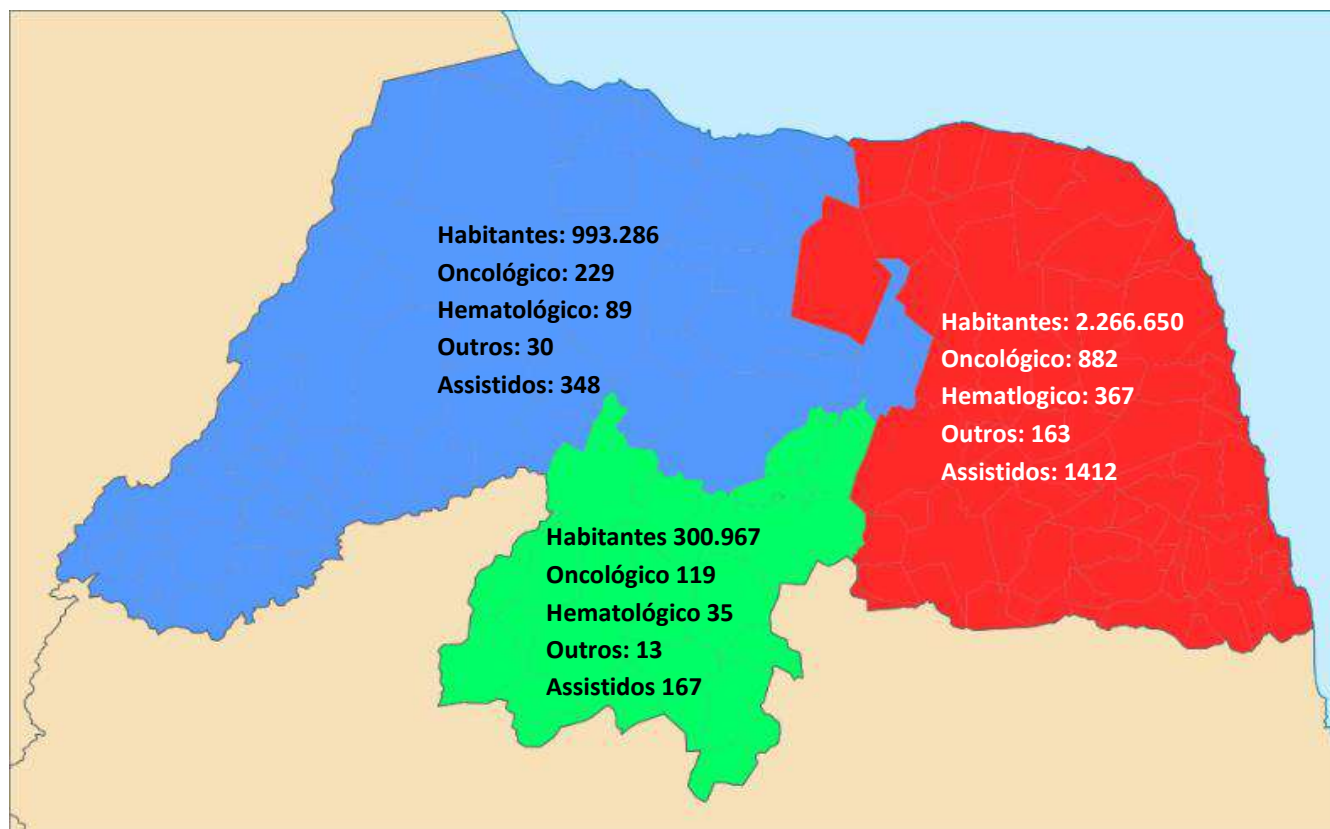 Habitantes: 993.286
Oncológico: 229
Hematológico: 89
Outros: 30
Assistidos: 348
Habitantes: 2.266.650
Oncológico: 882
Hematlogico: 367
Outros: 163
Assistidos: 1412
Habitantes 300.967
Oncológico 119
Hematológico 35
Outros: 13
Assistidos 167